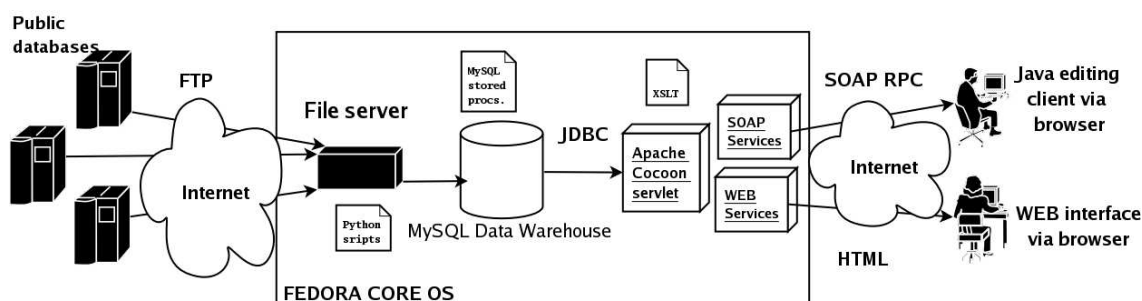 Public
databases
FTP
Internet
File server
Python
sripts
MySQL
stored
procs.
MySQL Data Warehouse
JDBC
XSLT
Apache
Cocoon
servlet
SOAP
Services
WEB
Services
FEDORA CORE OS
SOAP RPC
Internet
HTML
Java editing
client via
browser
WEB interface
via browser